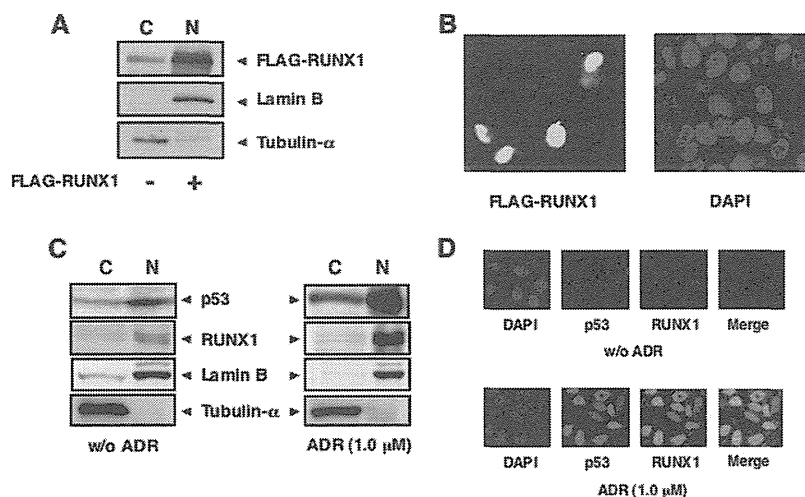 A
C N
FLAG-RUNX1
Lamin B
Tubulin-α
FLAG-RUNX1 - +
B
FLAG-RUNX1 DAPI
C
C N C N
p53
RUNX1
Lamin B
Tubulin-α
w/o ADR ADR (1.0 μM)
D
DAPI p53 RUNX1 Merge
w/o ADR
DAPI p53 RUNX1 Merge
ADR (1.0 μM)